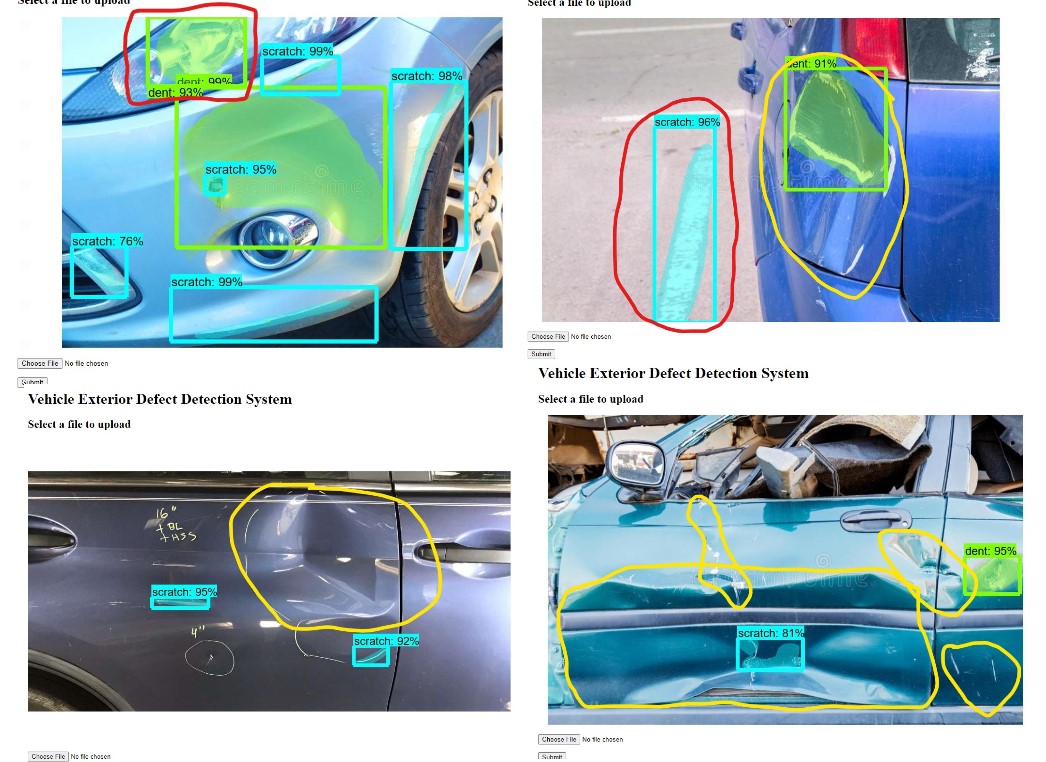 Select a file to upload
scratch: 99%
dent: 99%
dent: 93%
scratch: 98%
scratch: 95%
scratch: 76%
scratch: 99%
Choose File No file chosen
Submit
Select a file to upload
dent: 91%
scratch: 96%
Choose File No file chosen
Submit
Vehicle Exterior Defect Detection System
Select a file to upload
16"
+ BL
+ HSS
scratch: 95%
4"
scratch: 92%
Choose File No file chosen
Vehicle Exterior Defect Detection System
Select a file to upload
dent: 95%
scratch: 81%
Choose File No file chosen
Submit